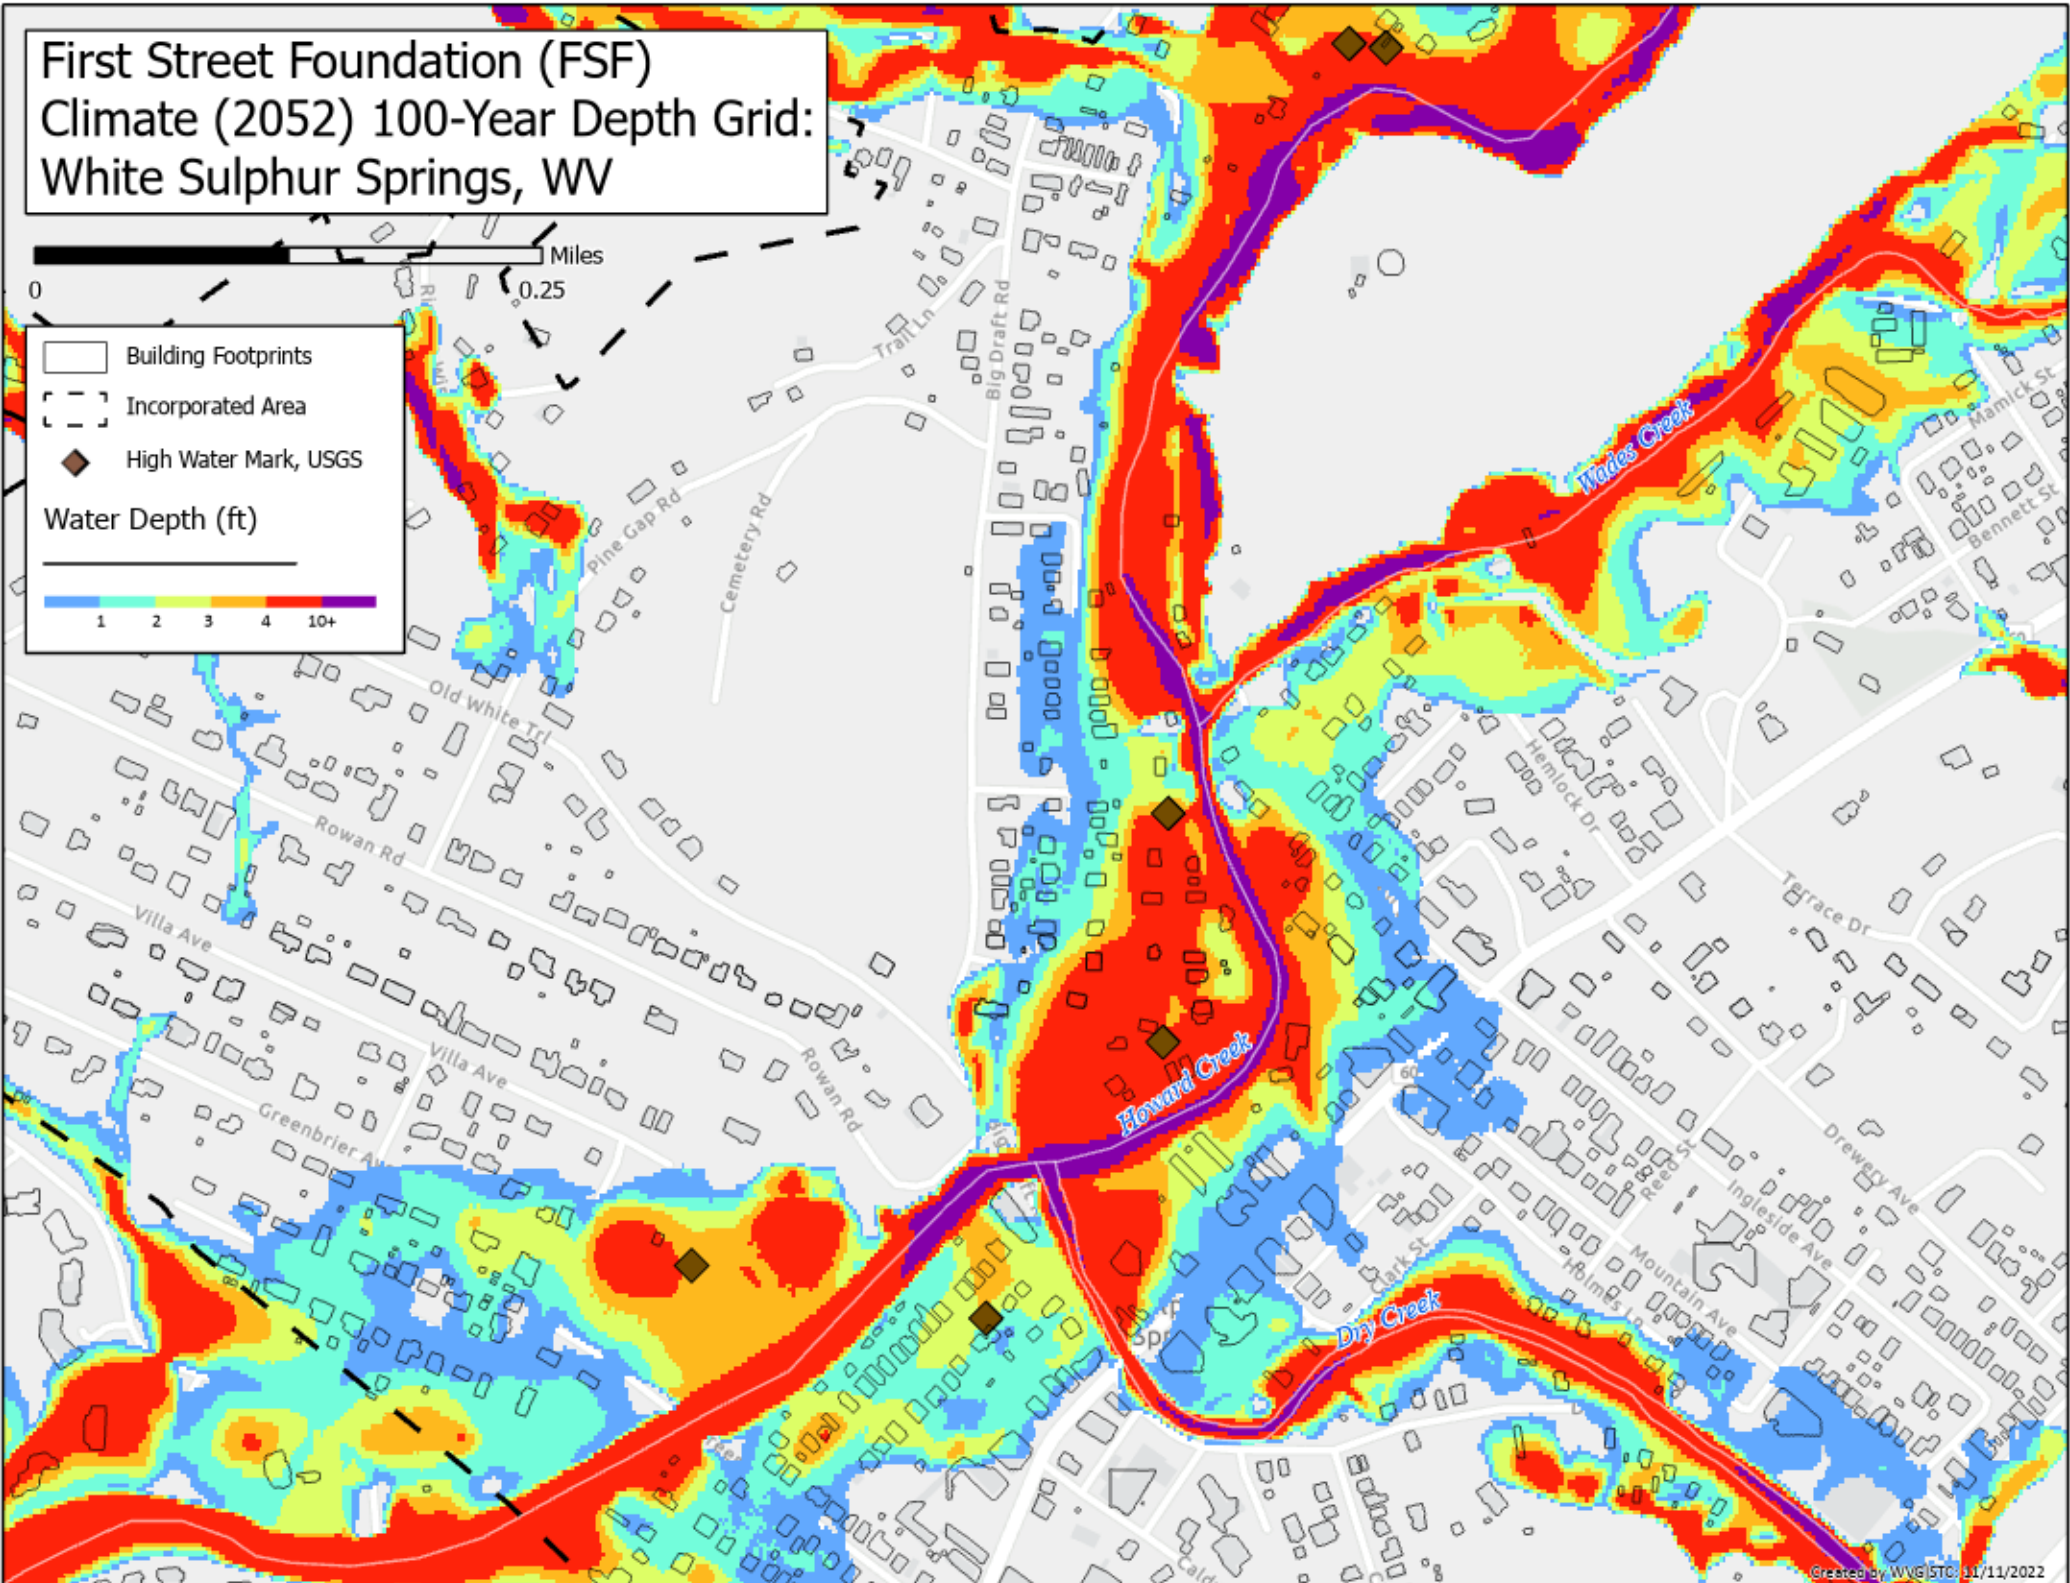 First Street Foundation (FSF)
Climate (2052) 100-Year Depth Grid:
White Sulphur Springs, WV
Miles
0
0.25
Building Footprints
Incorporated Area
High Water Mark, USGS
Water Depth (ft)
1
2
3
4
10+
Trail Ln
Big Draft Rd
Pine Gap Rd
Cemetery Rd
Wades Creek
Mamick St
Bennett St
Old White Trl
Hemlock Dr
Rowan Rd
Terrace Dr
Villa Ave
Villa Ave
Rowan Rd
Howard Creek
60
Greenbrier Av
Drewery Ave
Reed St
Ingleside Ave
Mountain Ave
Holmes Ln
Clark St
Dry Creek
Spr
Cald
Created by WVGISTC: 11/11/2022